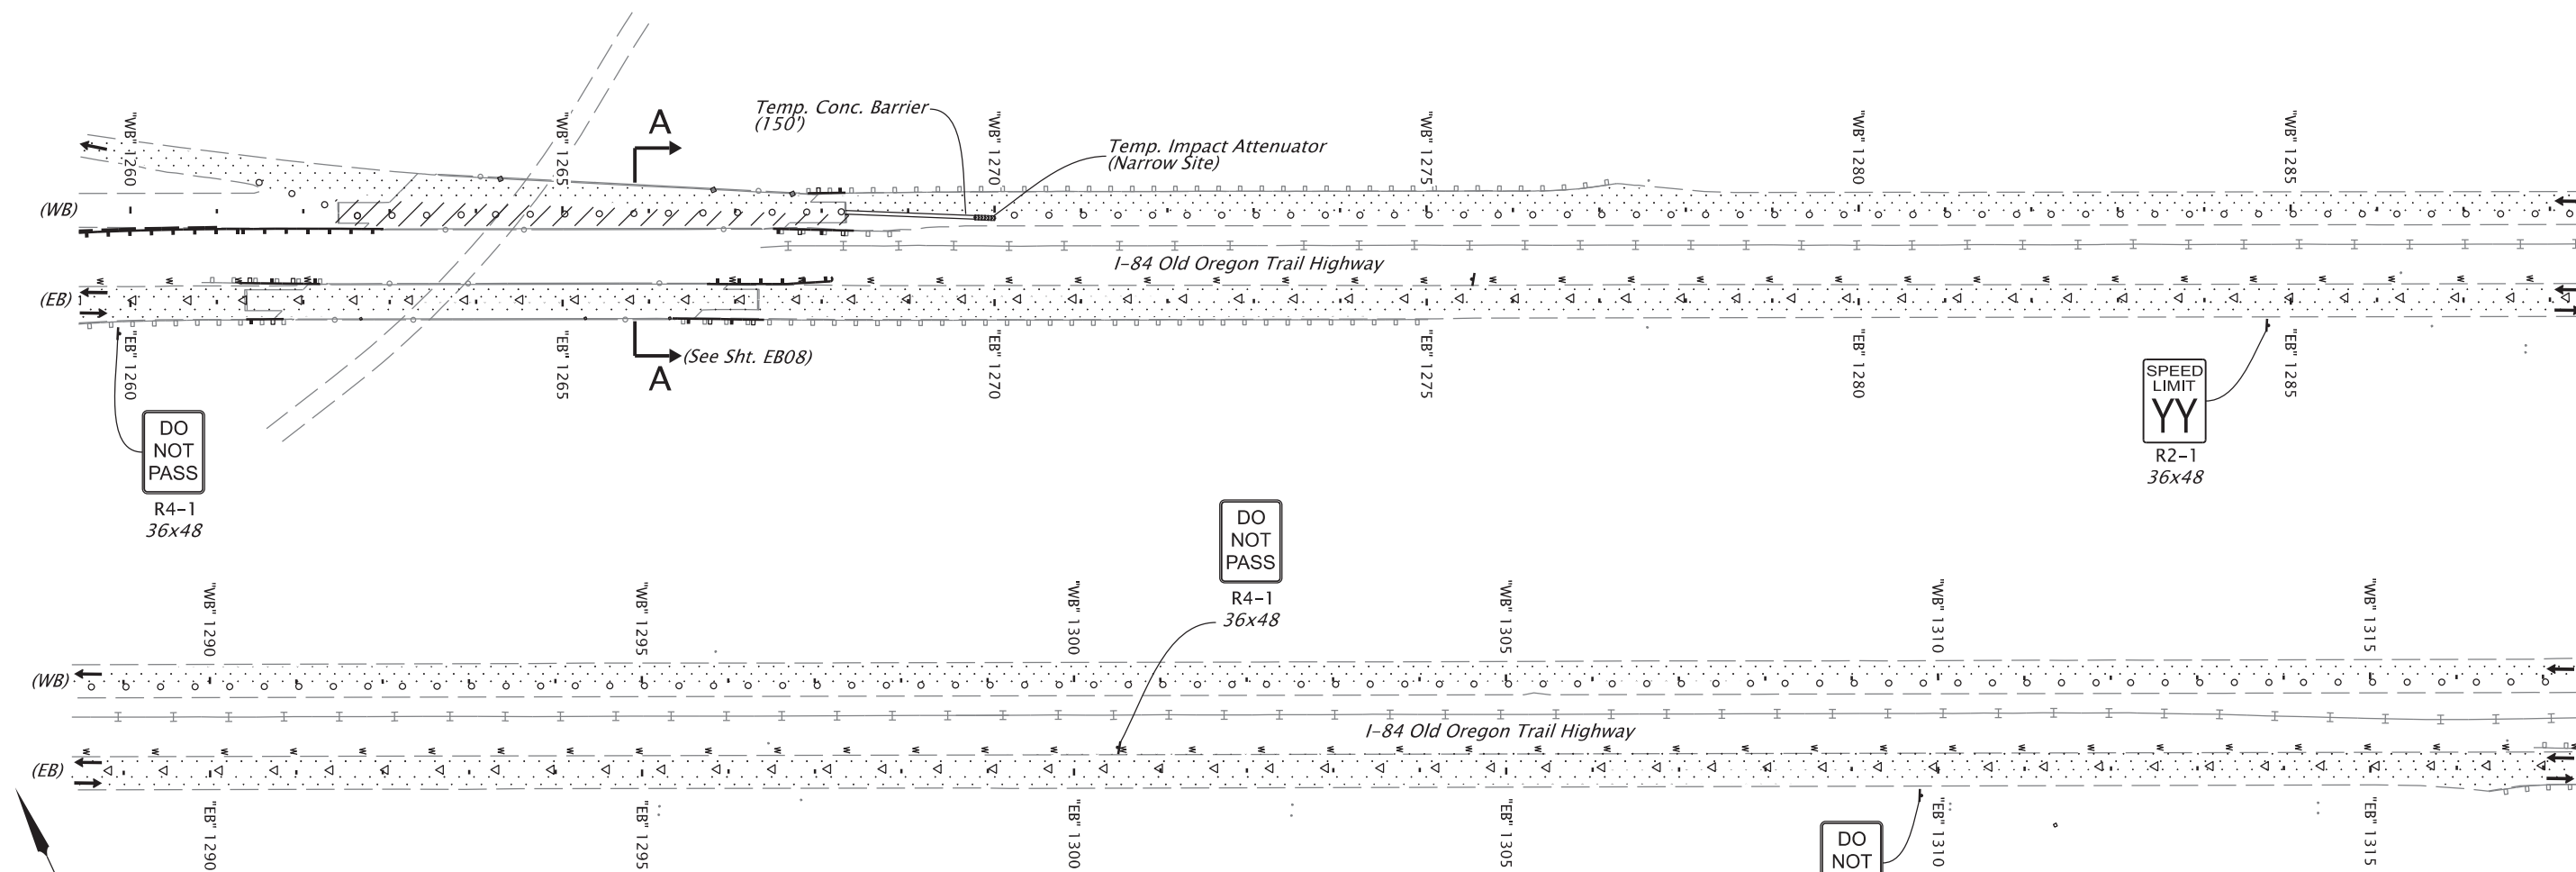 A
Temp. Conc. Barrier
(150')
Temp. Impact Attenuator
(Narrow Site)
"WB" 1260
"WB" 1265
"WB" 1270
"WB" 1275
"WB" 1280
"WB" 1285
(WB)
I-84 Old Oregon Trail Highway
(EB)
"EB" 1260
"EB" 1265
"EB" 1270
"EB" 1275
"EB" 1280
"EB" 1285
(See Sht. EB08)
A
SPEED
LIMIT
YY
R2-1
36x48
DO
NOT
PASS
R4-1
36x48
DO
NOT
PASS
R4-1
36x48
"WB" 1290
"WB" 1295
"WB" 1300
"WB" 1305
"WB" 1310
"WB" 1315
(WB)
I-84 Old Oregon Trail Highway
(EB)
"EB" 1290
"EB" 1295
"EB" 1300
"EB" 1305
"EB" 1310
"EB" 1315
DO
NOT